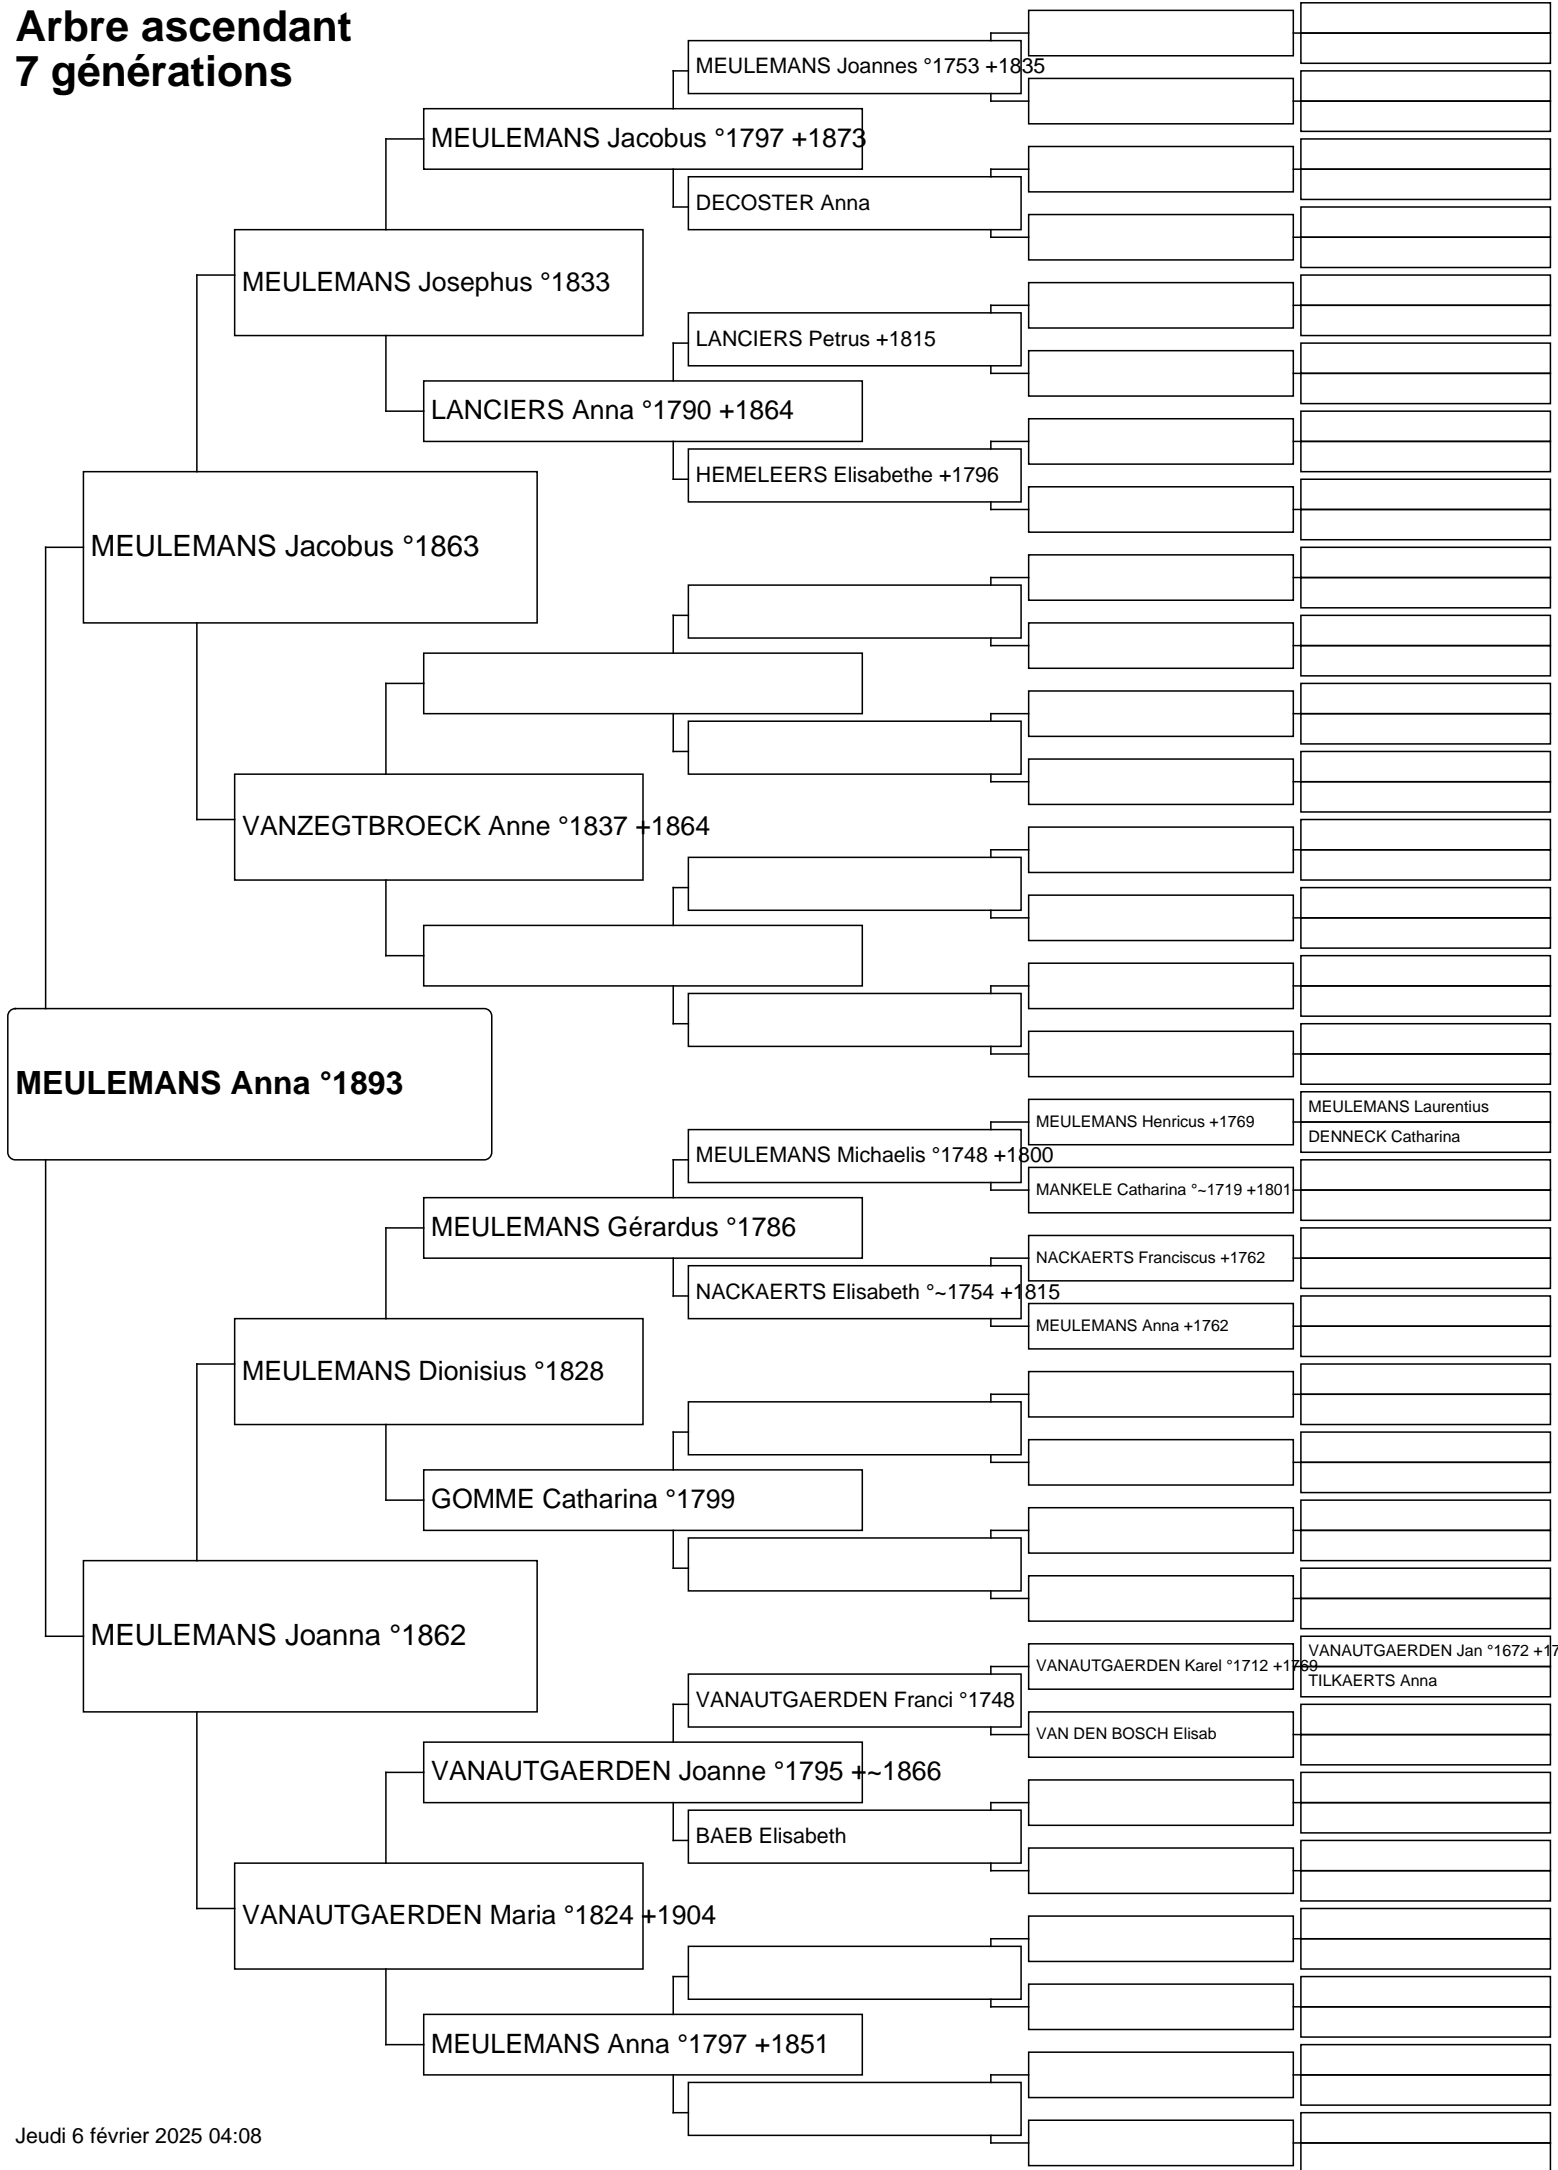 Arbre ascendant
7 générations
MEULEMANS Joannes °1753 +1835
MEULEMANS Jacobus °1797 +1873
DECOSTER Anna
MEULEMANS Josephus °1833
LANCIERS Petrus +1815
LANCIERS Anna °1790 +1864
HEMELEERS Elisabethe +1796
MEULEMANS Jacobus °1863
VANZEGTBROECK Anne °1837 +1864
MEULEMANS Anna °1893
MEULEMANS Laurentius
MEULEMANS Henricus +1769
DENNECK Catharina
MEULEMANS Michaelis °1748 +1800
MANKELE Catharina °~1719 +1801
MEULEMANS Gérardus °1786
NACKAERTS Franciscus +1762
NACKAERTS Elisabeth °~1754 +1815
MEULEMANS Anna +1762
MEULEMANS Dionisius °1828
GOMME Catharina °1799
MEULEMANS Joanna °1862
VANAUTGAERDEN Jan °1672 +17
VANAUTGAERDEN Karel °1712 +1769
TILKAERTS Anna
VANAUTGAERDEN Franci °1748
VAN DEN BOSCH Elisab
VANAUTGAERDEN Joanne °1795 +~1866
BAEB Elisabeth
VANAUTGAERDEN Maria °1824 +1904
MEULEMANS Anna °1797 +1851
Jeudi 6 février 2025 04:08